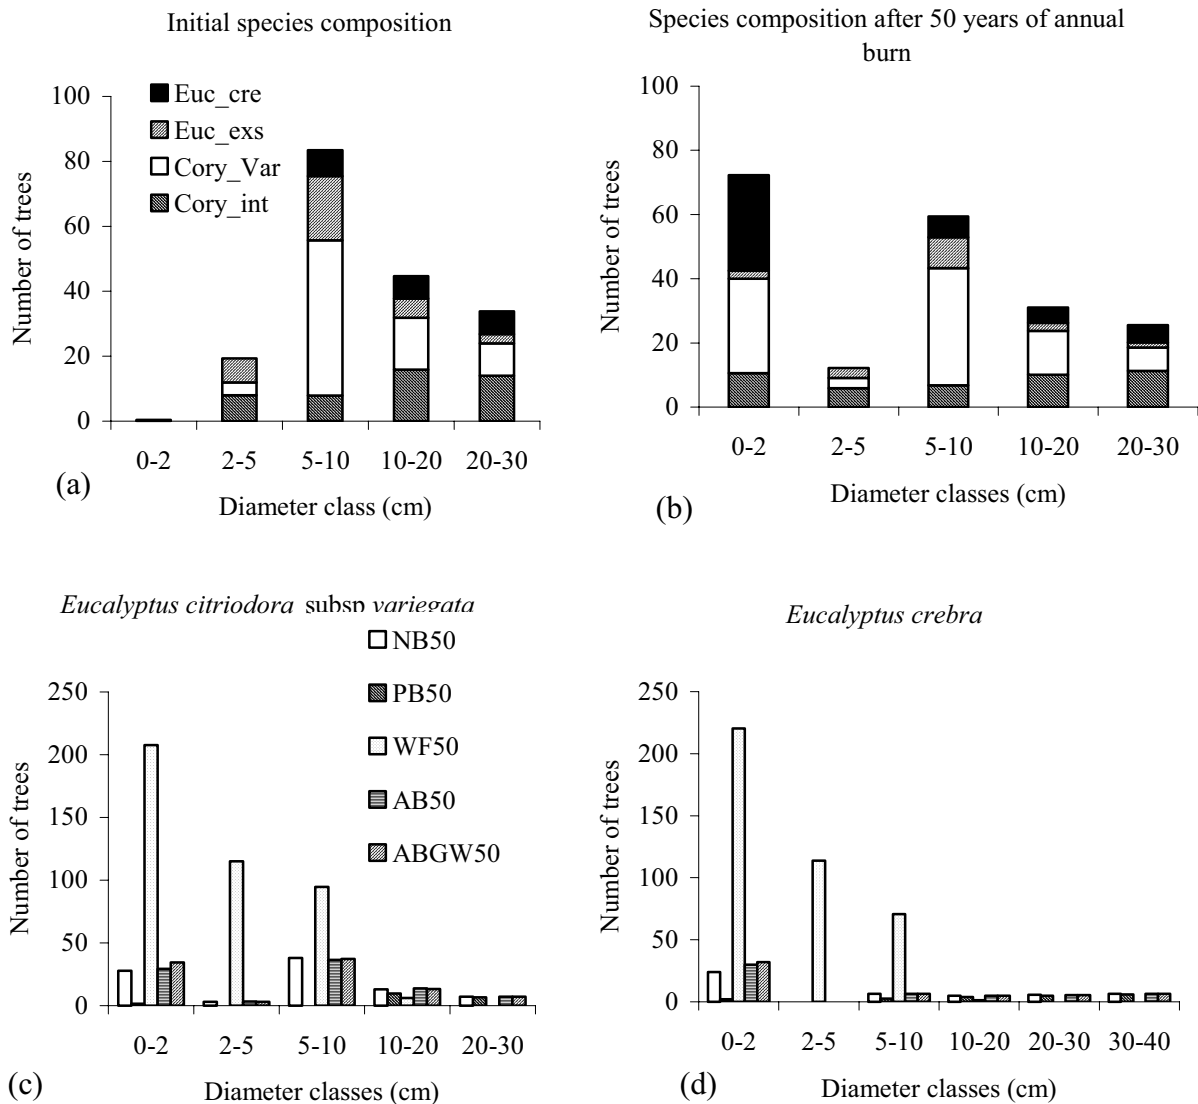 Initial species composition
100
80
60
40
20
0
Number of trees
Euc_cre
Euc_exs
Cory_Var
Cory_int
0-2 2-5 5-10 10-20 20-30
(a)
Diameter class (cm)
Species composition after 50 years of annual
burn
100
80
60
40
20
0
Number of trees
0-2 2-5 5-10 10-20 20-30
(b)
Diameter classes (cm)
Eucalyptus citriodora subsp variegata
NB50
PB50
WF50
AB50
ABGW50
250
200
150
100
50
0
Number of trees
0-2 2-5 5-10 10-20 20-30
(c)
Diameter classes (cm)
Eucalyptus crebra
250
200
150
100
50
0
Number of trees
0-2 2-5 5-10 10-20 20-30 30-40
(d)
Diameter classes (cm)